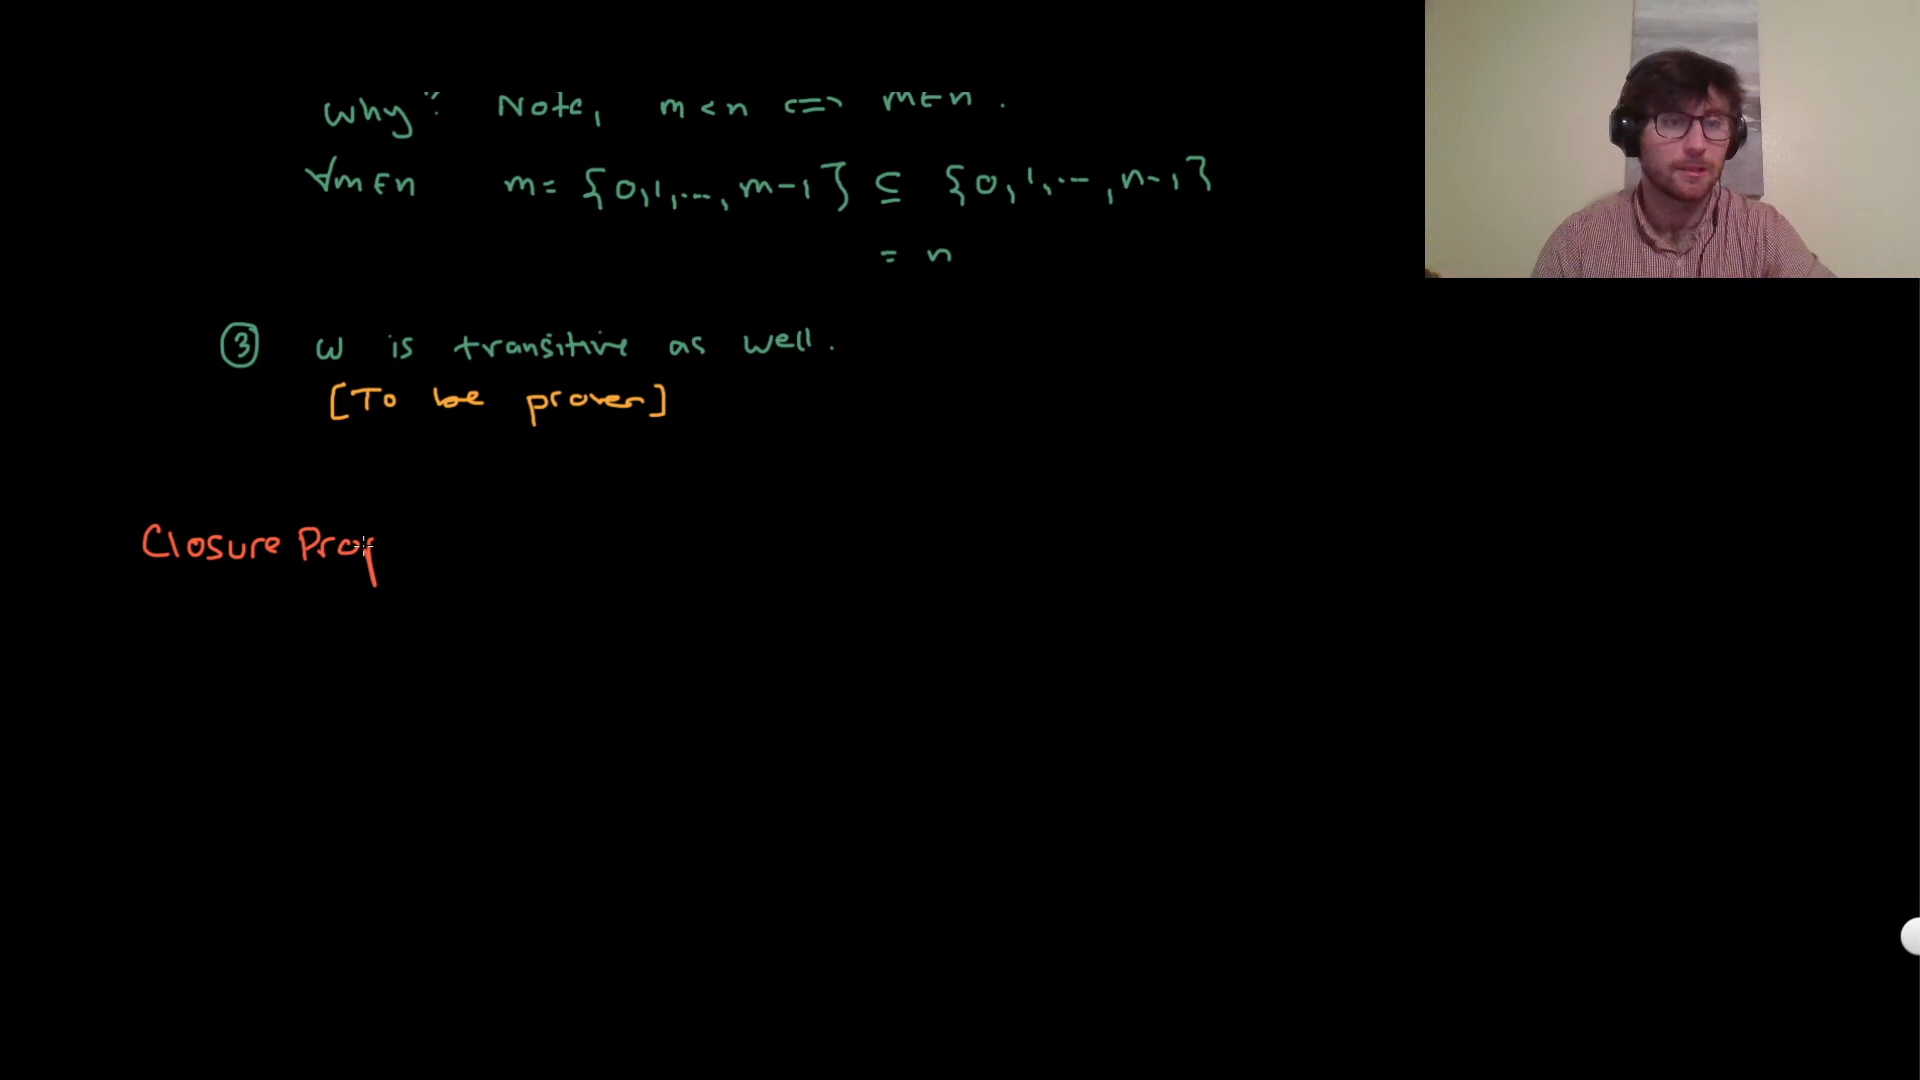 Why? Note, m < n <=> m ∈ n .
∀m ∈ n m = {0, 1, ..., m-1} ⊆ {0, 1, ..., n-1}
= n
③ ω is transitive as well.
[To be proven]
Closure Prop